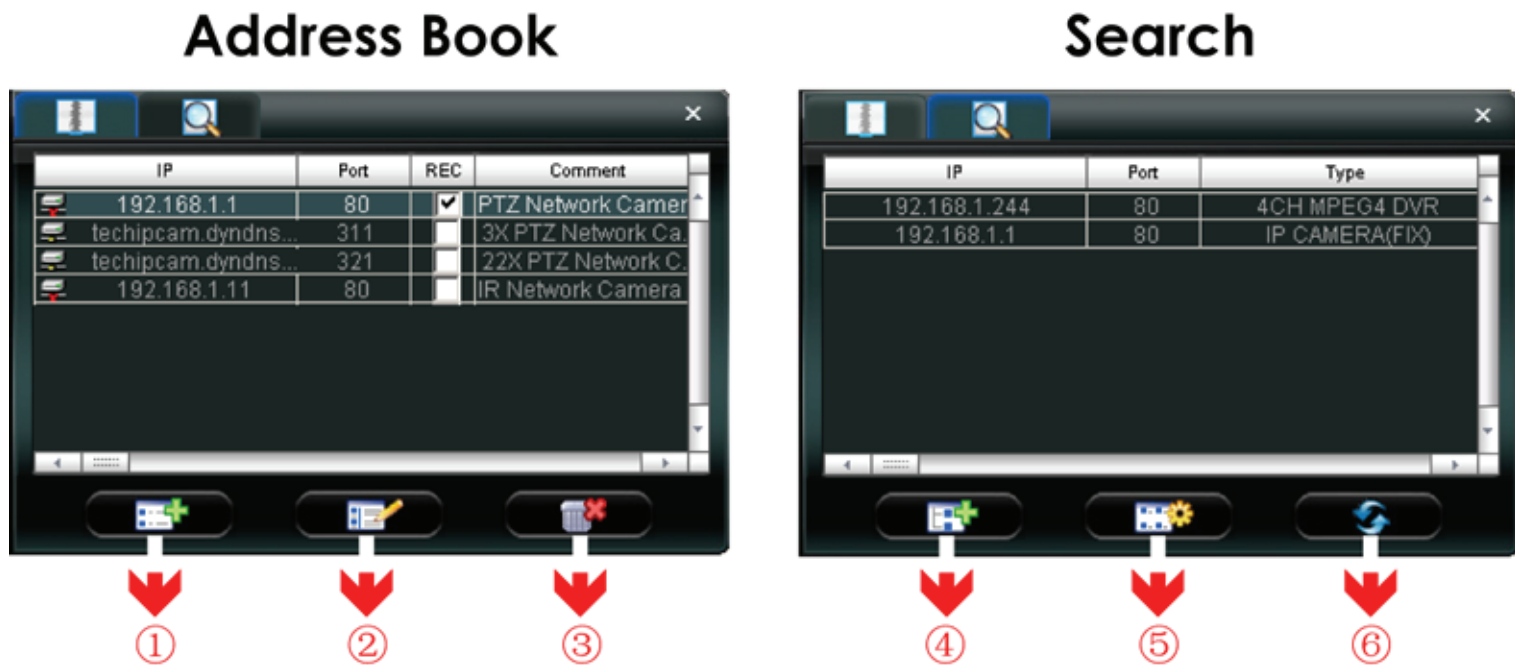 Address Book
IP Port REC Comment
192.168.1.1 80 PTZ Network Camer
techipcam.dyndns... 311 3X PTZ Network Ca.
techipcam.dyndns... 321 22X PTZ Network C.
192.168.1.11 80 IR Network Camera
① ② ③
Search
IP Port Type
192.168.1.244 80 4CH MPEG4 DVR
192.168.1.1 80 IP CAMERA(FIX)
④ ⑤ ⑥